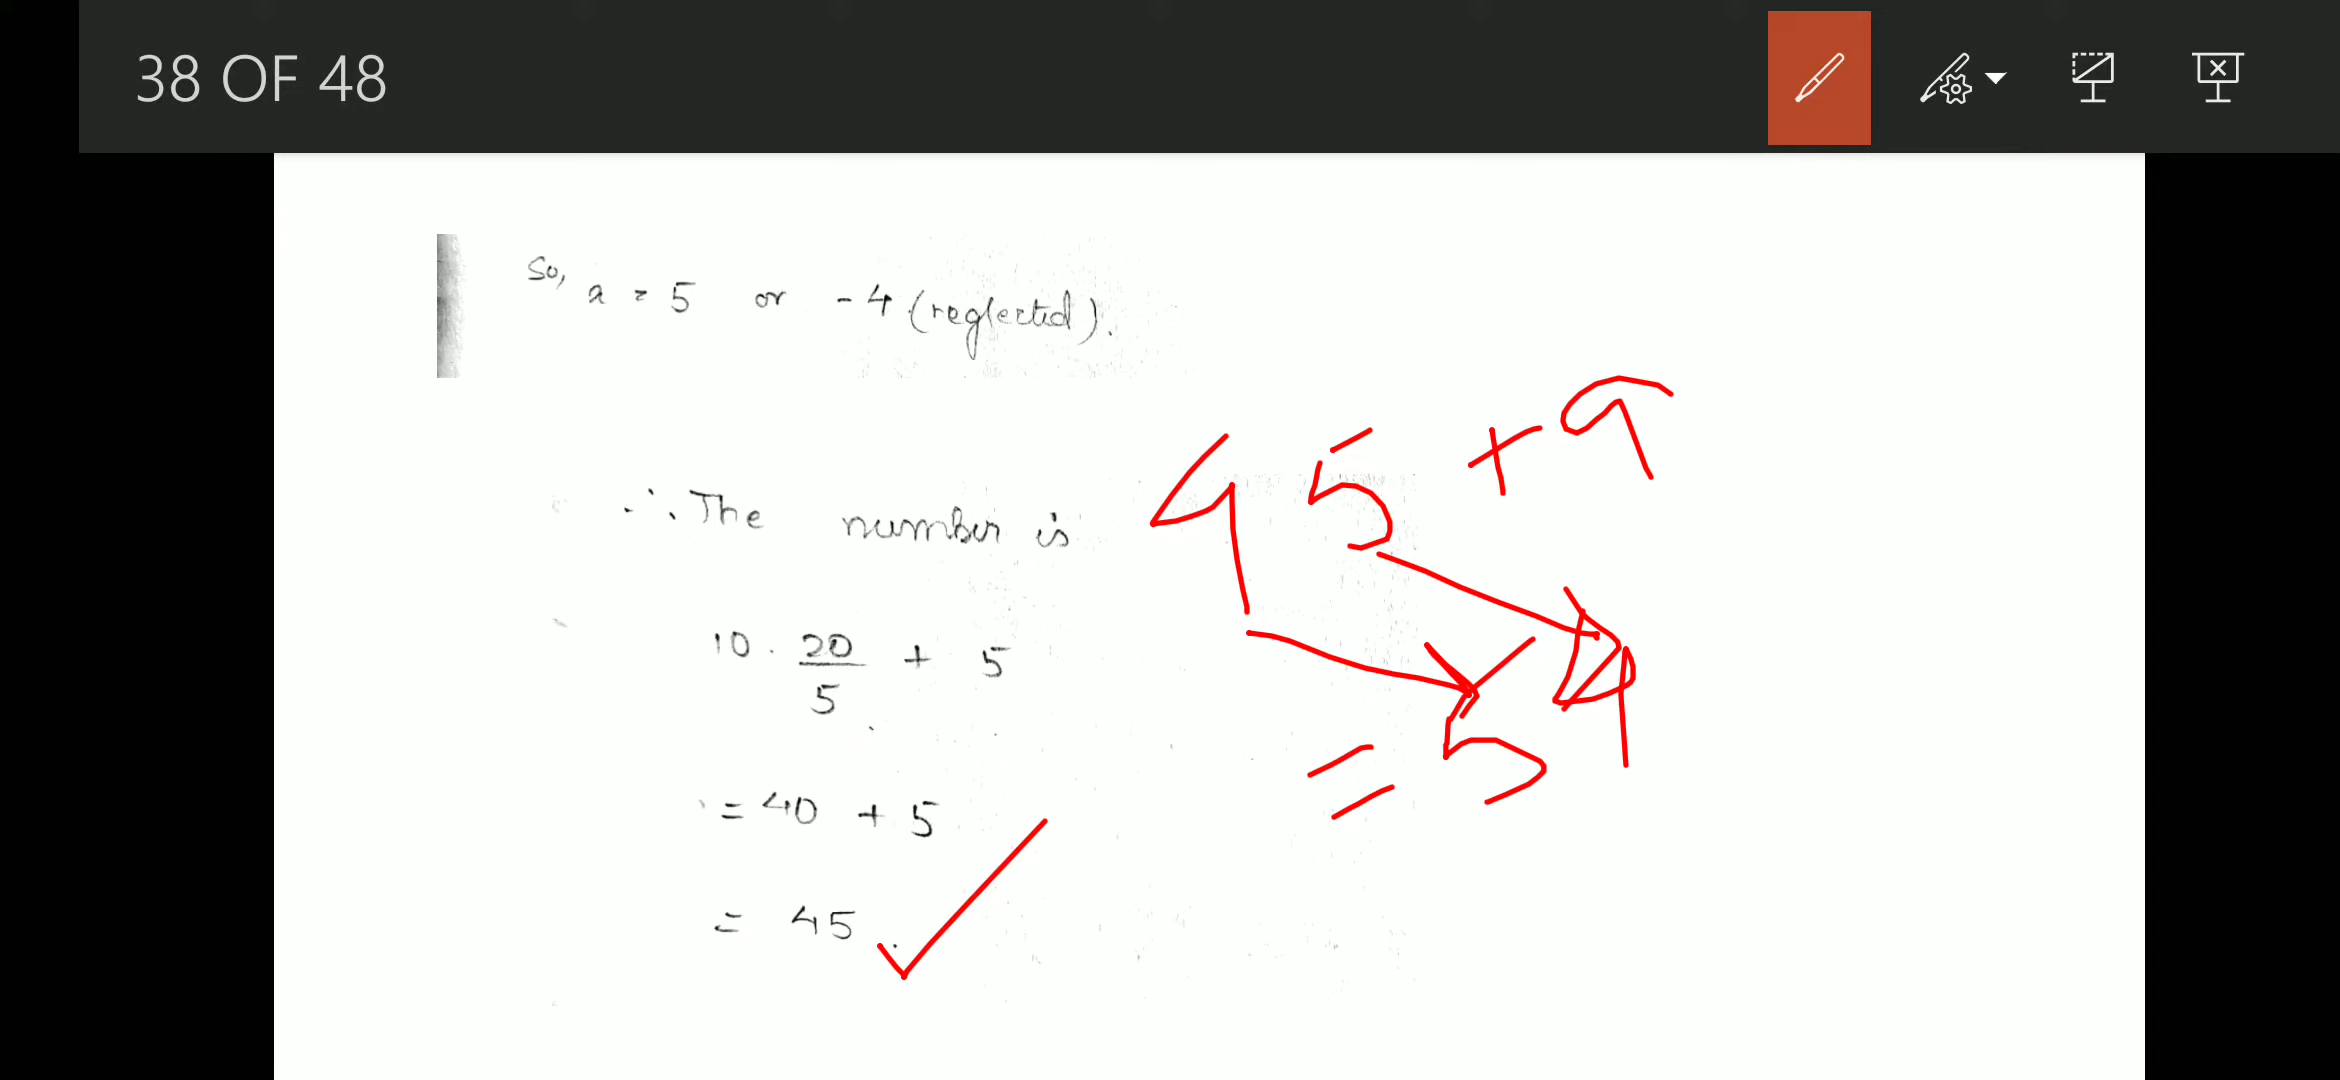 38 OF 48
So, x = 5 or - 4 (neglected).
∴ The number is
10 . 20/5 + 5
= 40 + 5
= 45.
45 + 9
= 54